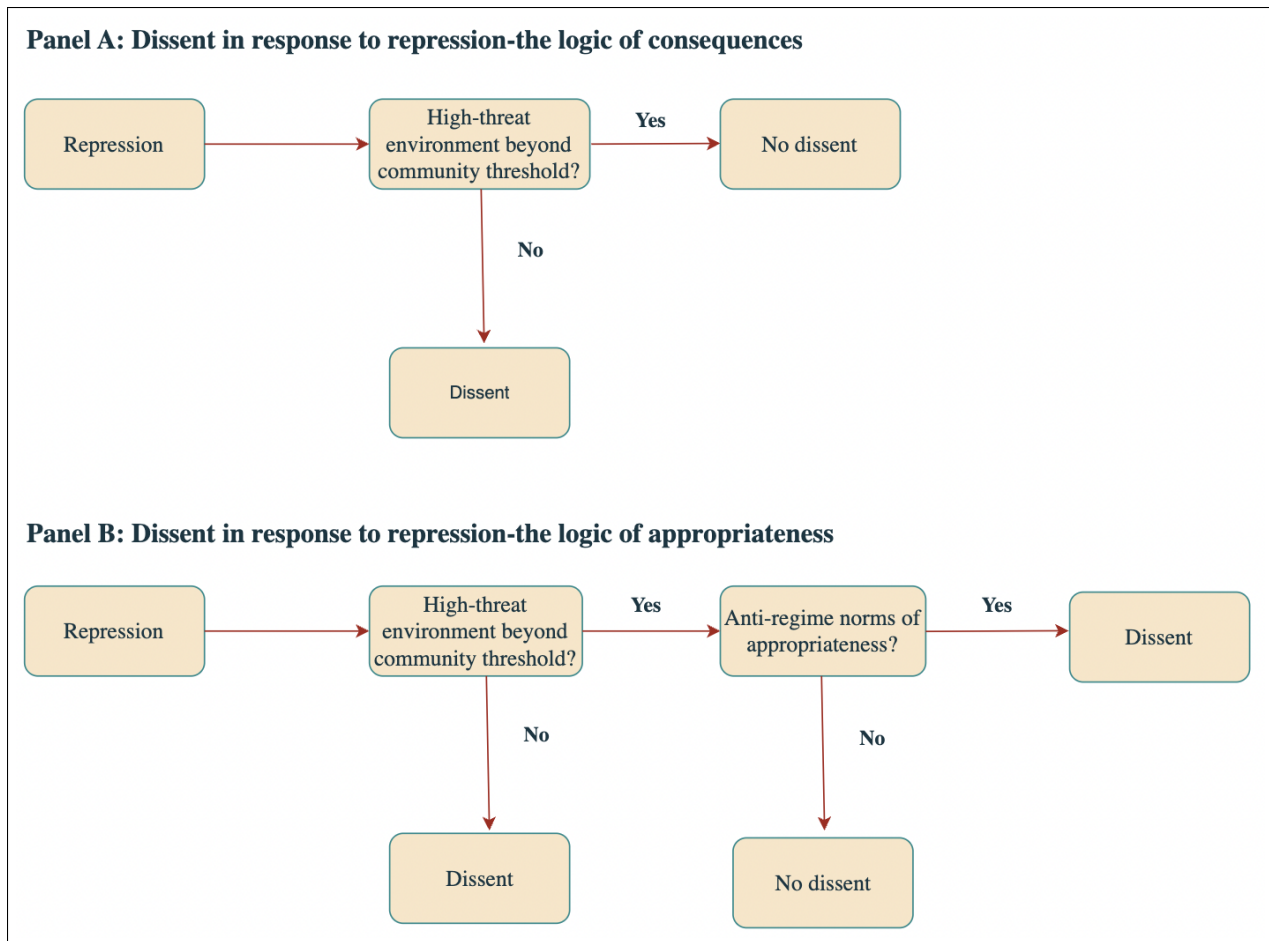 Panel A: Dissent in response to repression-the logic of consequences
Repression
High-threat
environment beyond
community threshold?
Yes
No dissent
No
Dissent
Panel B: Dissent in response to repression-the logic of appropriateness
Repression
High-threat
environment beyond
community threshold?
Yes
Anti-regime norms of
appropriateness?
Yes
Dissent
No
No
Dissent
No dissent